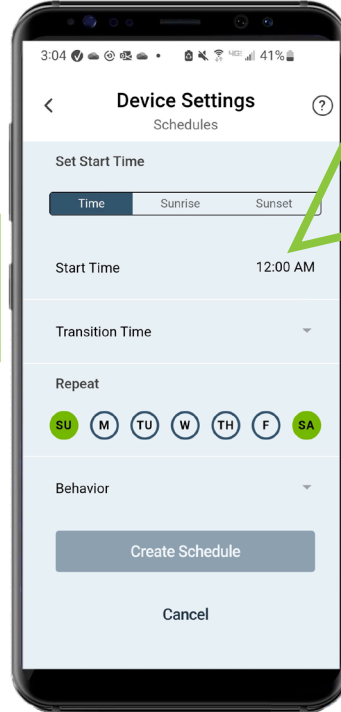 3:04 41%
Device Settings
?
Schedules
Set Start Time
Time Sunrise Sunset
Start Time 12:00 AM
Transition Time
Repeat
SU M TU W TH F SA
Behavior
Create Schedule
Cancel